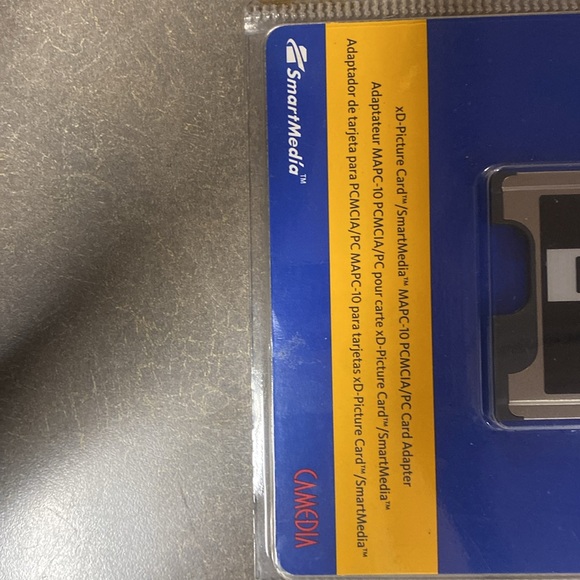 xD-Picture Card™/SmartMedia™ MAPC-10 PCMCIA/PC Card Adapter
Adaptateur MAPC-10 PCMCIA/PC pour carte xD-Picture Card™/SmartMedia™
Adaptador de tarjeta para PCMCIA/PC MAPC-10 para tarjetas xD-Picture Card™/SmartMedia™
SmartMedia™
CAMEDIA